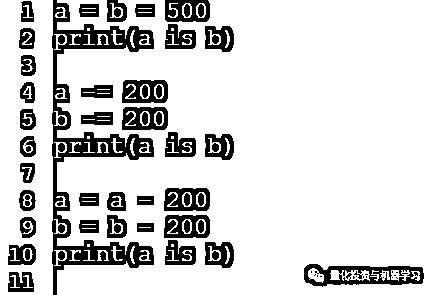 1 a = b = 500
2 print(a is b)
3
4 a -= 200
5 b -= 200
6 print(a is b)
7
8 a = a - 200
9 b = b - 200
10 print(a is b)
11
量化投资与机器学习